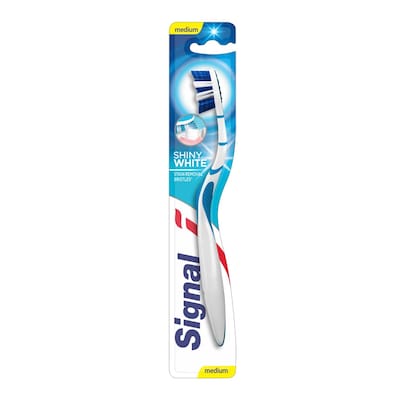 medium
SHINY
WHITE
STAIN REMOVAL
BRISTLES
Signal
medium